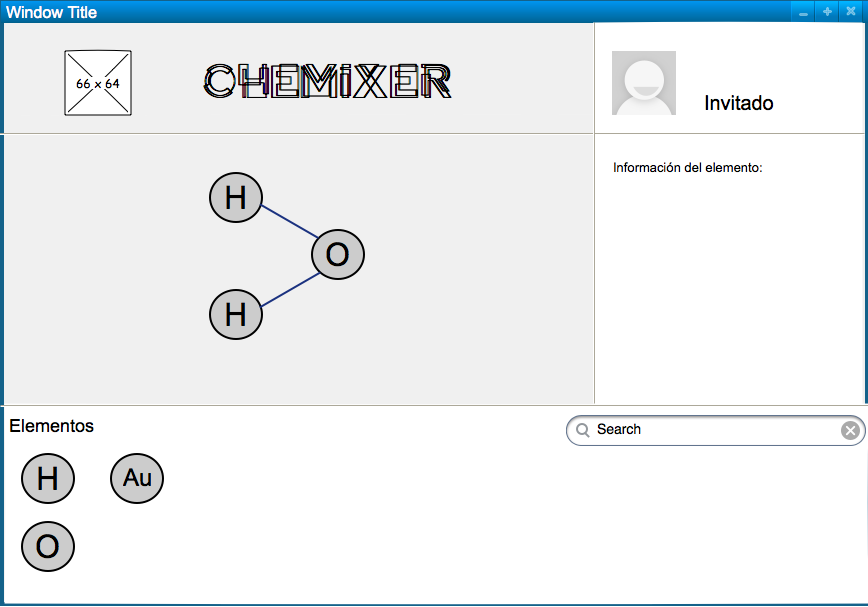 Window Title
66 x 64
CHEMiXER
Invitado
Información del elemento:
H
O
H
Elementos
Search
H
Au
O